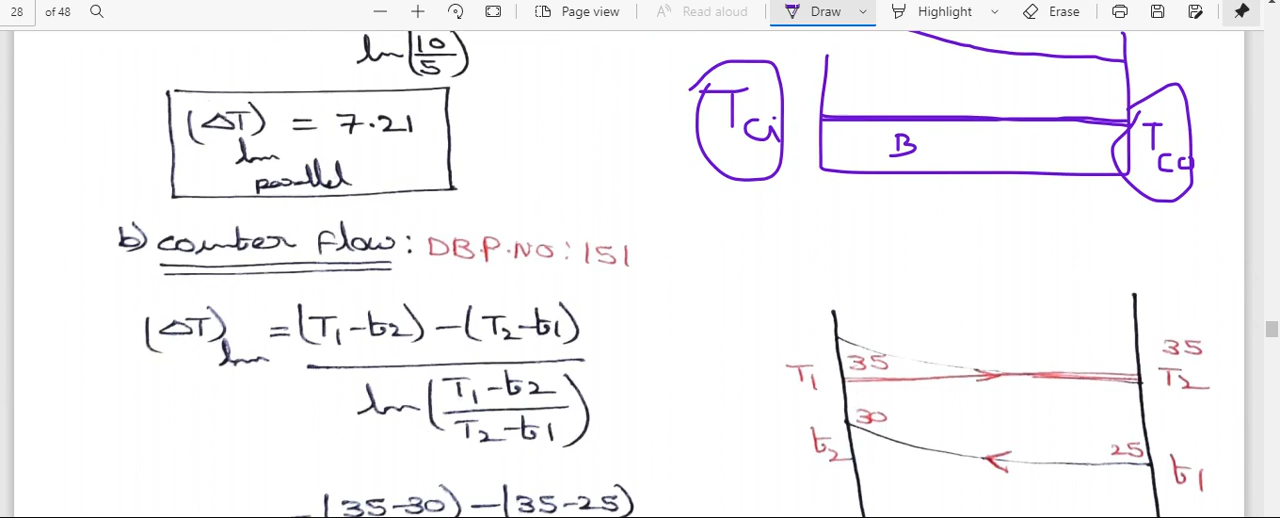 28 of 48
Page view
Read aloud
Draw
Highlight
Erase
ln(10/5)
(ΔT)lm parallel = 7.21
b) counter flow: DBP.NO:151
(ΔT)lm = (T1-t2) - (T2-t1)
ln(T1-t2 / T2-t1)
= (35-30) - (35-25)
Tci
B
Tco
T1
35
35
T2
t2
30
25
t1